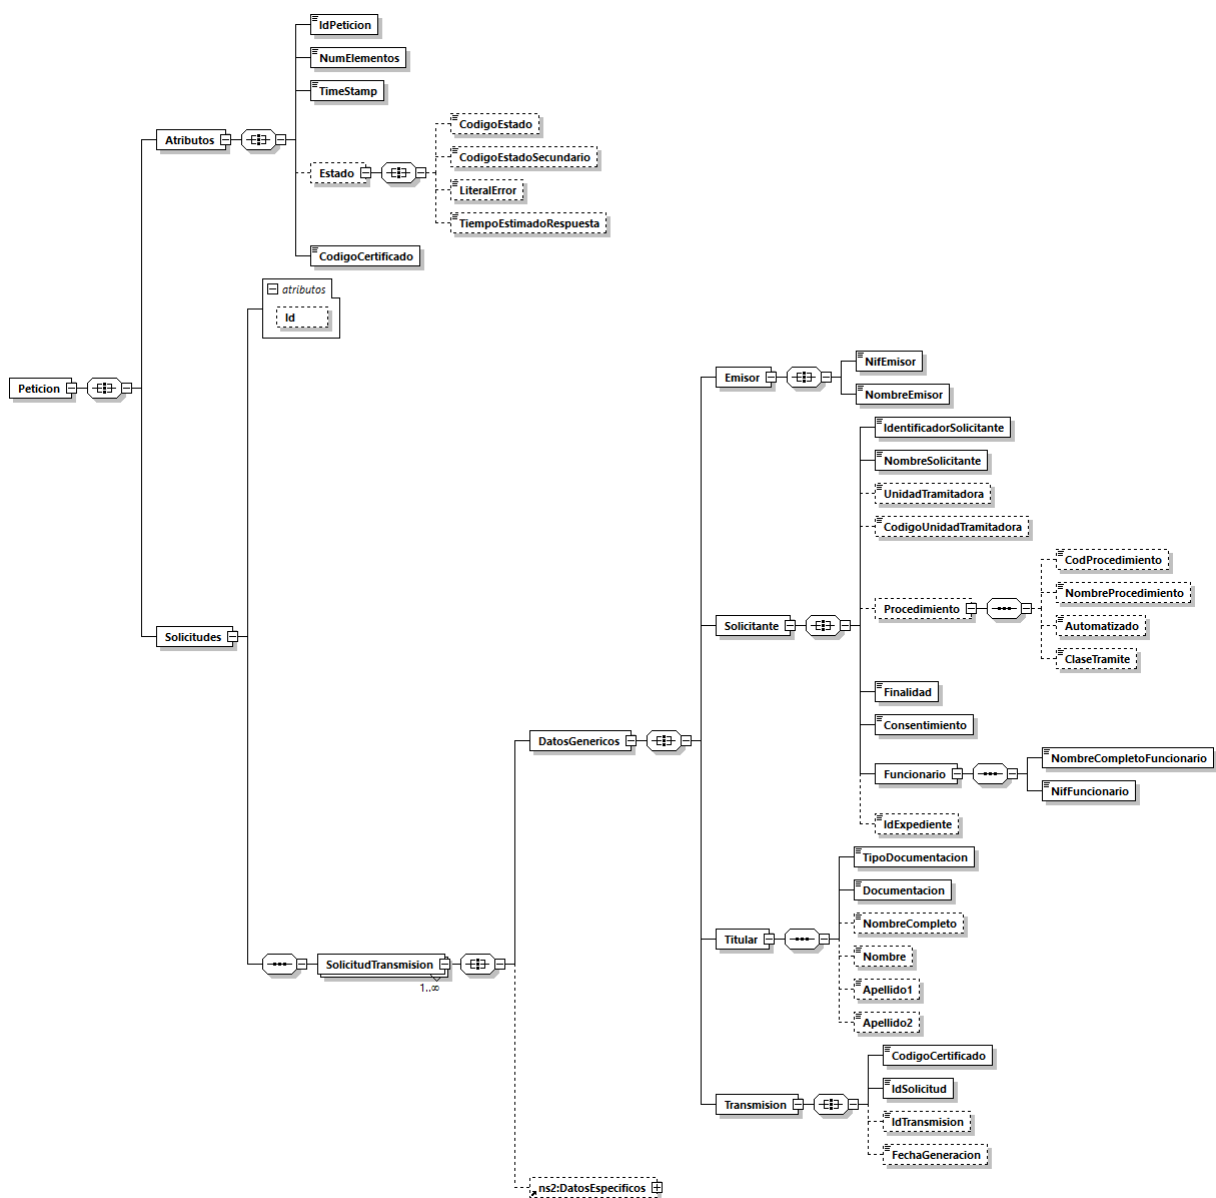 IdPeticion
NumElementos
TimeStamp
CodigoEstado
Atributos
CodigoEstadoSecundario
Estado
LiteralError
TiempoEstimadoRespuesta
CodigoCertificado
atributos
Id
NifEmisor
Emisor
Peticion
NombreEmisor
IdentificadorSolicitante
NombreSolicitante
UnidadTramitadora
CodigoUnidadTramitadora
CodProcedimiento
NombreProcedimiento
Procedimiento
Solicitante
Automatizado
Solicitudes
ClaseTramite
Finalidad
Consentimiento
DatosGenericos
NombreCompletoFuncionario
Funcionario
NifFuncionario
IdExpediente
TipoDocumentacion
Documentacion
NombreCompleto
Titular
Nombre
SolicitudTransmision
1..∞
Apellido1
Apellido2
CodigoCertificado
IdSolicitud
Transmision
IdTransmision
FechaGeneracion
ns2:DatosEspecificos